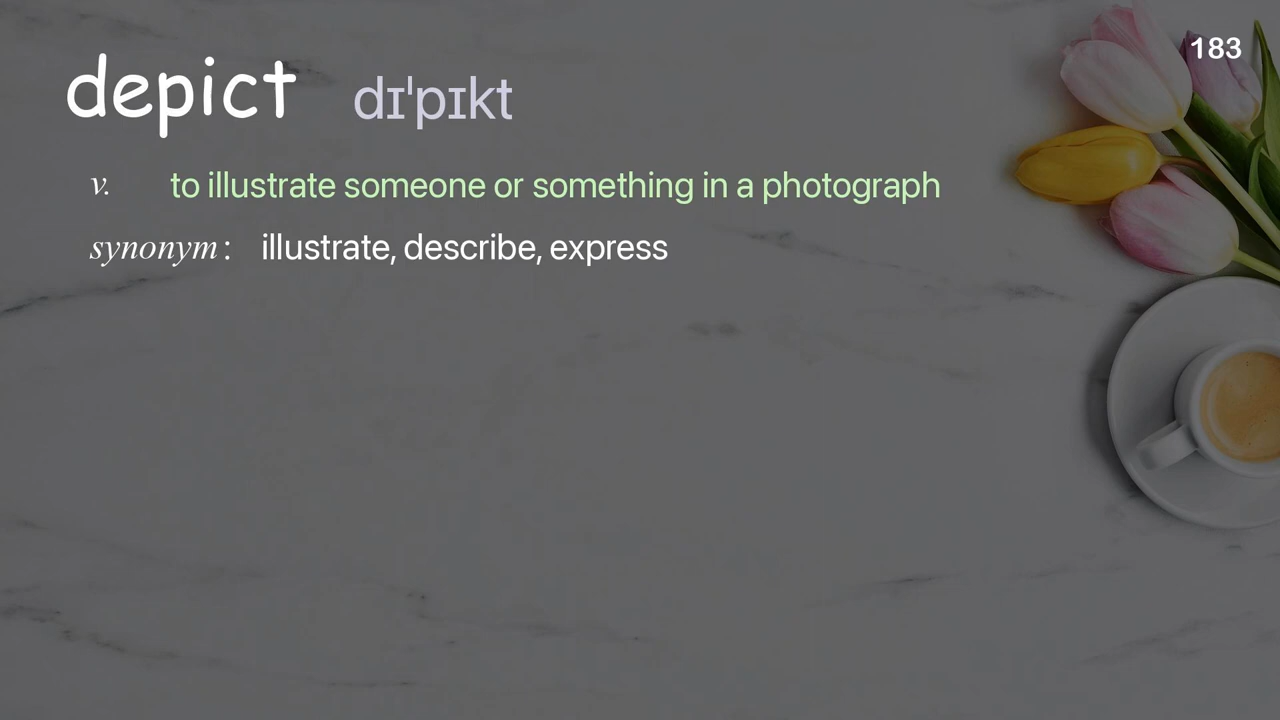 183
depict dɪˈpɪkt
v. to illustrate someone or something in a photograph
synonym: illustrate, describe, express